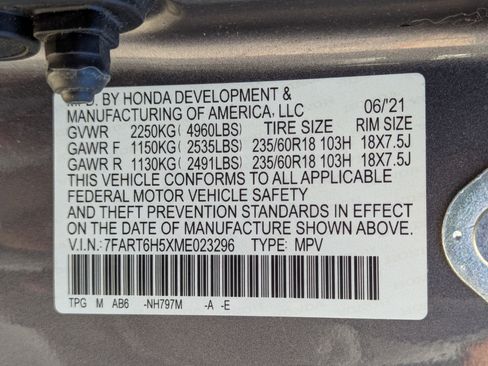 MFD. BY HONDA DEVELOPMENT &
MANUFACTURING OF AMERICA, LLC 06/'21
GVWR 2250KG( 4960LBS) TIRE SIZE RIM SIZE
GAWR F 1150KG( 2535LBS) 235/60R18 103H 18X7.5J
GAWR R 1130KG( 2491LBS) 235/60R18 103H 18X7.5J
THIS VEHICLE CONFORMS TO ALL APPLICABLE
FEDERAL MOTOR VEHICLE SAFETY
AND THEFT PREVENTION STANDARDS IN EFFECT
ON THE DATE OF MANUFACTURE SHOWN ABOVE.
V.I.N.: 7FART6H5XME023296 TYPE: MPV
TPG M AB6 -NH797M -A -E